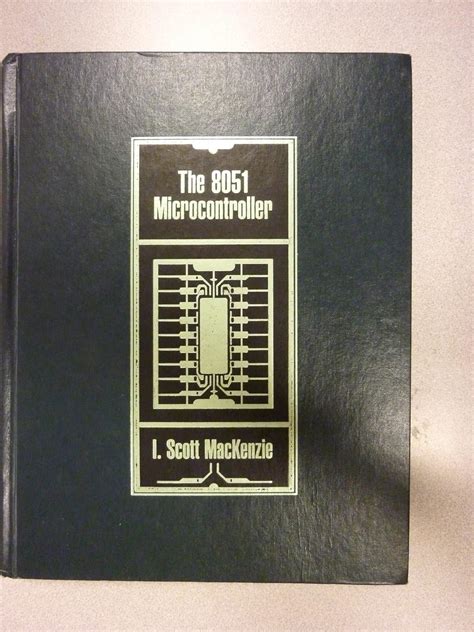 The 8051
Microcontroller
I. Scott MacKenzie